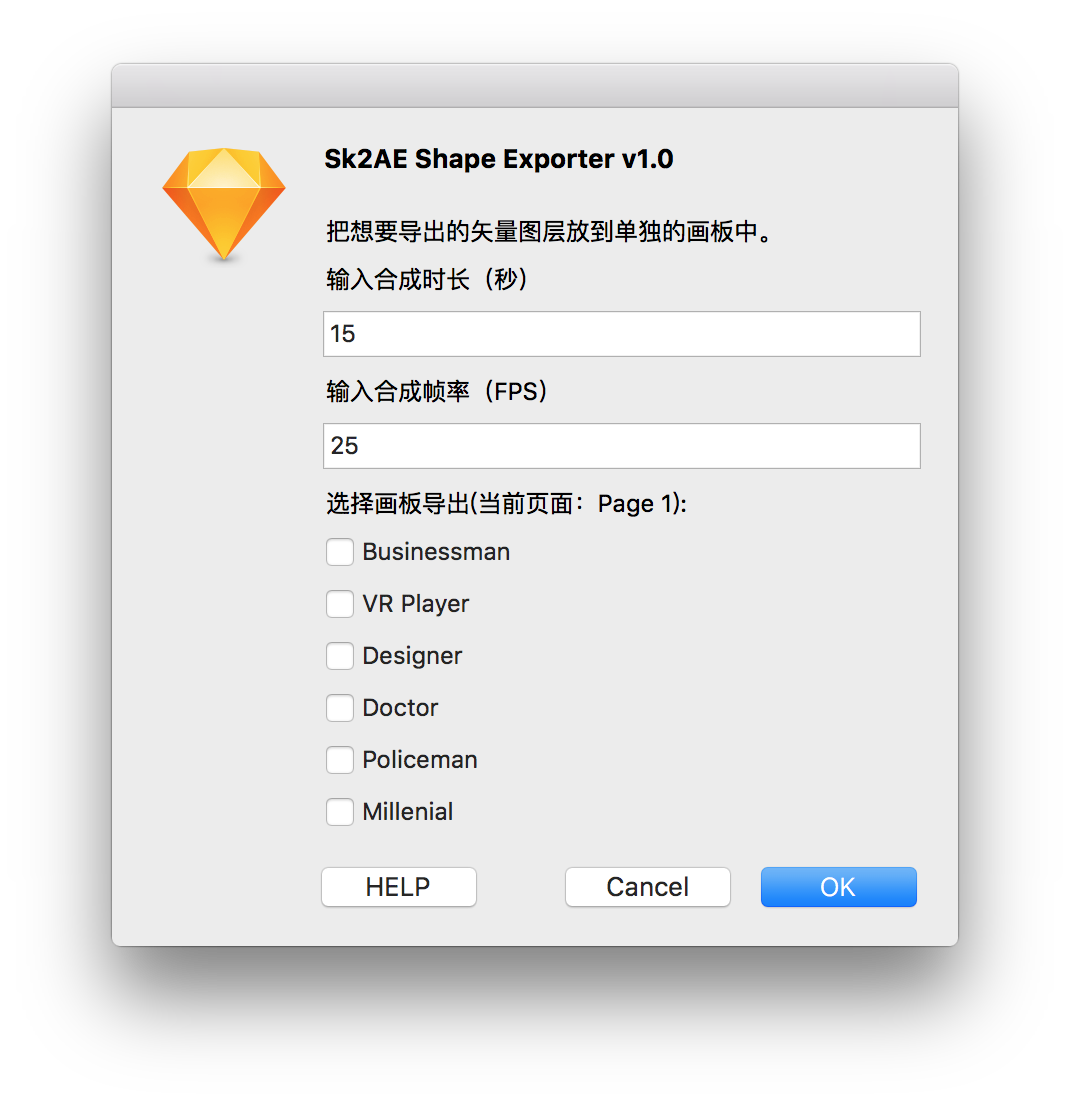 Sk2AE Shape Exporter v1.0
把想要导出的矢量图层放到单独的画板中。
输入合成时长（秒）
15
输入合成帧率（FPS）
25
选择画板导出(当前页面：Page 1):
Businessman
VR Player
Designer
Doctor
Policeman
Millenial
HELP Cancel OK